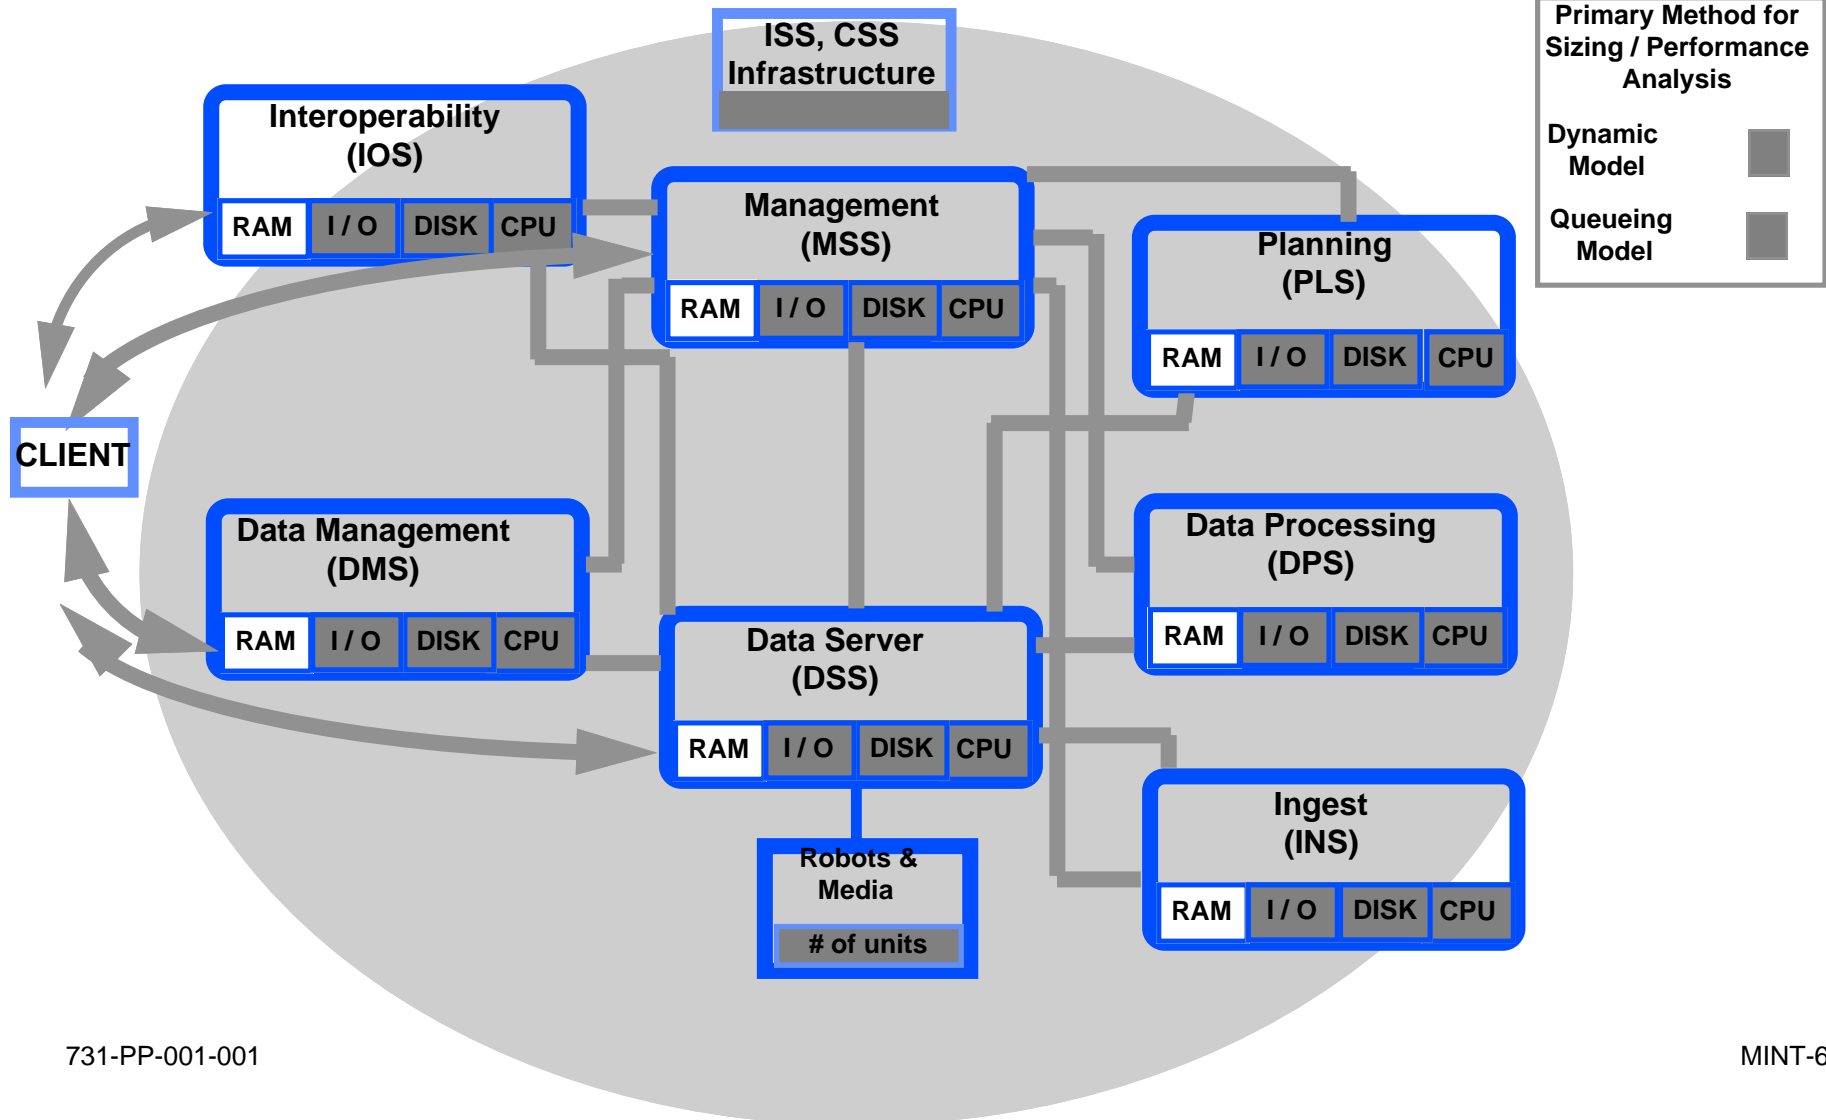 ISS, CSS
Infrastructure
Primary Method for
Sizing / Performance
Analysis
Dynamic
Model
Queueing
Model
Interoperability
(IOS)
RAM I / O DISK CPU
Management
(MSS)
RAM I / O DISK CPU
Planning
(PLS)
RAM I / O DISK CPU
CLIENT
Data Management
(DMS)
RAM I / O DISK CPU
Data Processing
(DPS)
RAM I / O DISK CPU
Data Server
(DSS)
RAM I / O DISK CPU
Ingest
(INS)
RAM I / O DISK CPU
Robots &
Media
# of units
731-PP-001-001
MINT-6